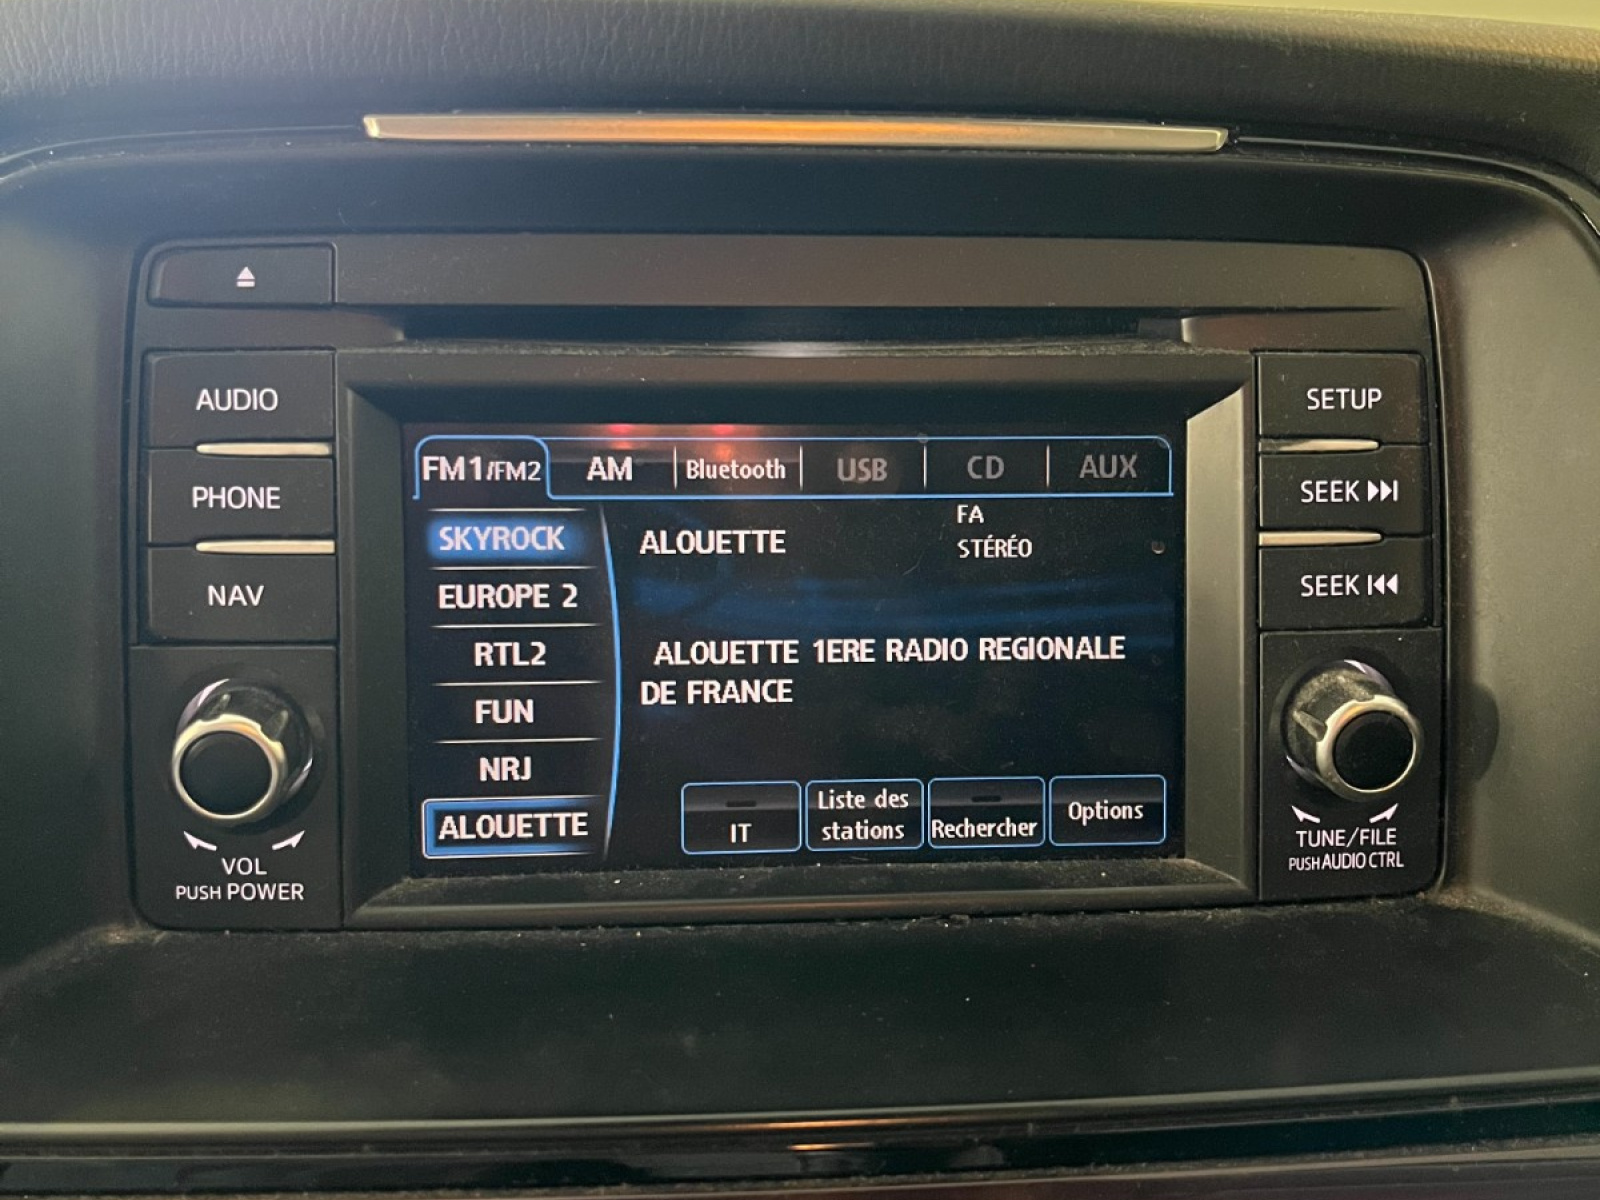 AUDIO
PHONE
NAV
VOL
PUSH POWER
FM1/FM2 AM Bluetooth USB CD AUX
SKYROCK
EUROPE 2
RTL2
FUN
NRJ
ALOUETTE
ALOUETTE
FA
STÉRÉO
ALOUETTE 1ERE RADIO REGIONALE
DE FRANCE
IT
Liste des
stations
Rechercher
Options
SETUP
SEEK
SEEK
TUNE/FILE
PUSH AUDIO CTRL